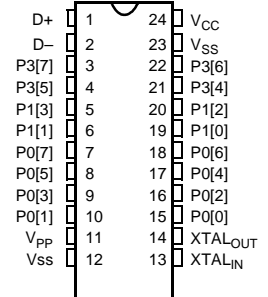 D+ 1 24 VCC
D– 2 23 VSS
P3[7] 3 22 P3[6]
P3[5] 4 21 P3[4]
P1[3] 5 20 P1[2]
P1[1] 6 19 P1[0]
P0[7] 7 18 P0[6]
P0[5] 8 17 P0[4]
P0[3] 9 16 P0[2]
P0[1] 10 15 P0[0]
VPP 11 14 XTALOUT
Vss 12 13 XTALIN